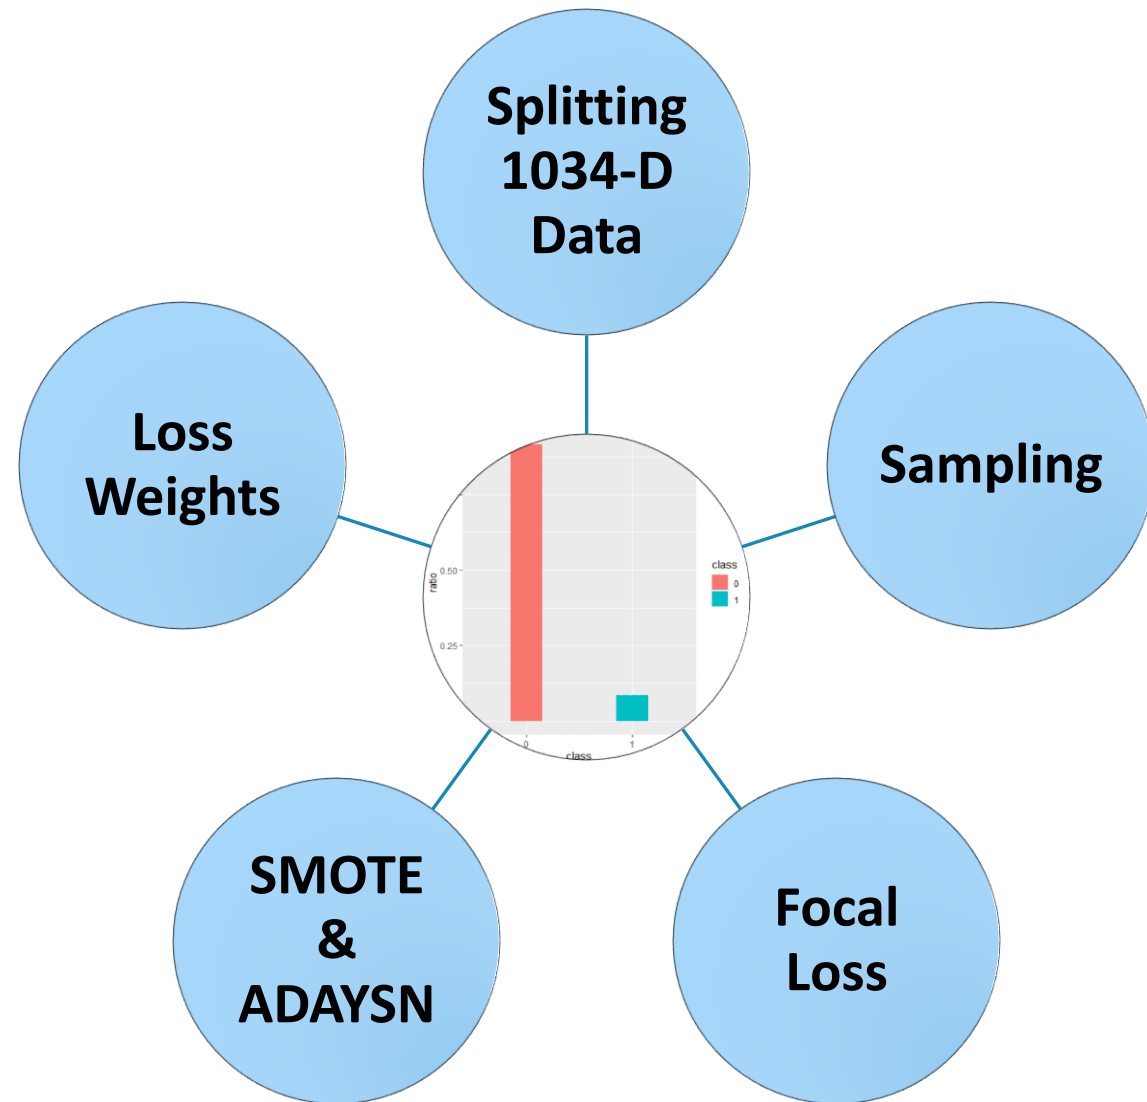 Splitting
1034-D
Data
Loss
Weights
Sampling
0.50
0.25
ratio
class
0
1
0
1
class
SMOTE
&
ADAYSN
Focal
Loss